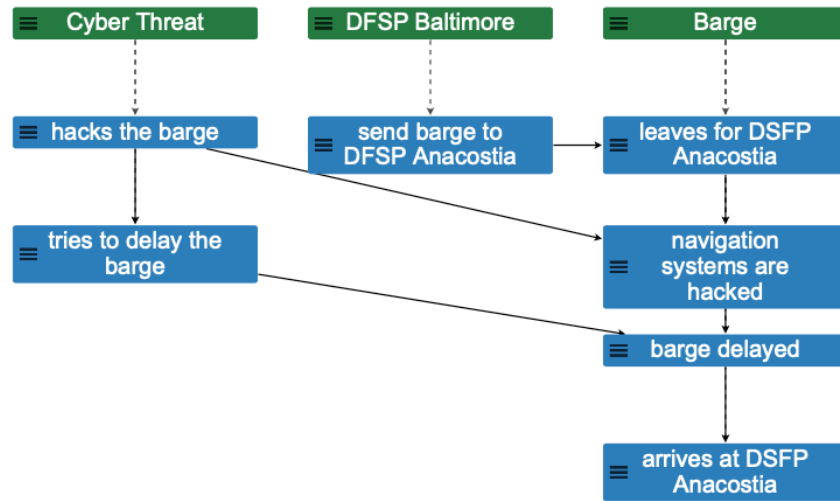 Cyber Threat
DFSP Baltimore
Barge
hacks the barge
send barge to
DFSP Anacostia
leaves for DSFP
Anacostia
tries to delay the
barge
navigation
systems are
hacked
barge delayed
arrives at DSFP
Anacostia